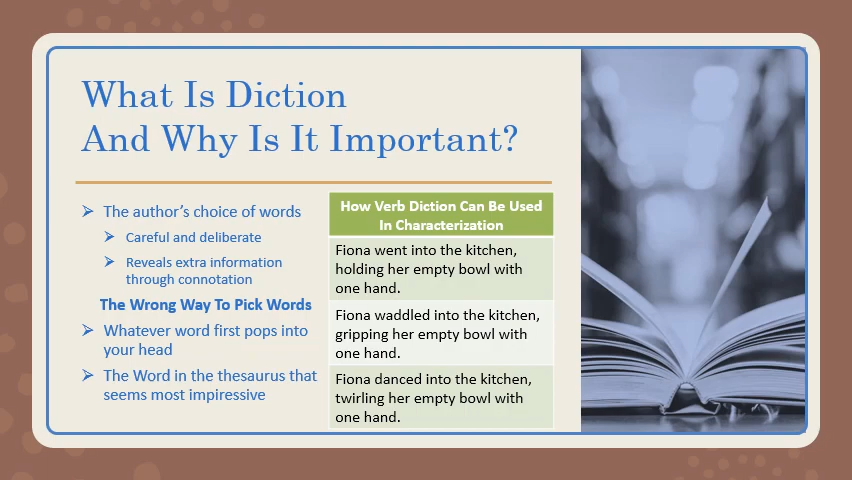 What Is Diction
And Why Is It Important?
➢ The author's choice of words
➢ Careful and deliberate
➢ Reveals extra information
through connotation
The Wrong Way To Pick Words
➢ Whatever word first pops into
your head
➢ The Word in the thesaurus that
seems most impiressive
How Verb Diction Can Be Used
In Characterization
Fiona went into the kitchen,
holding her empty bowl with
one hand.
Fiona waddled into the kitchen,
gripping her empty bowl with
one hand.
Fiona danced into the kitchen,
twirling her empty bowl with
one hand.